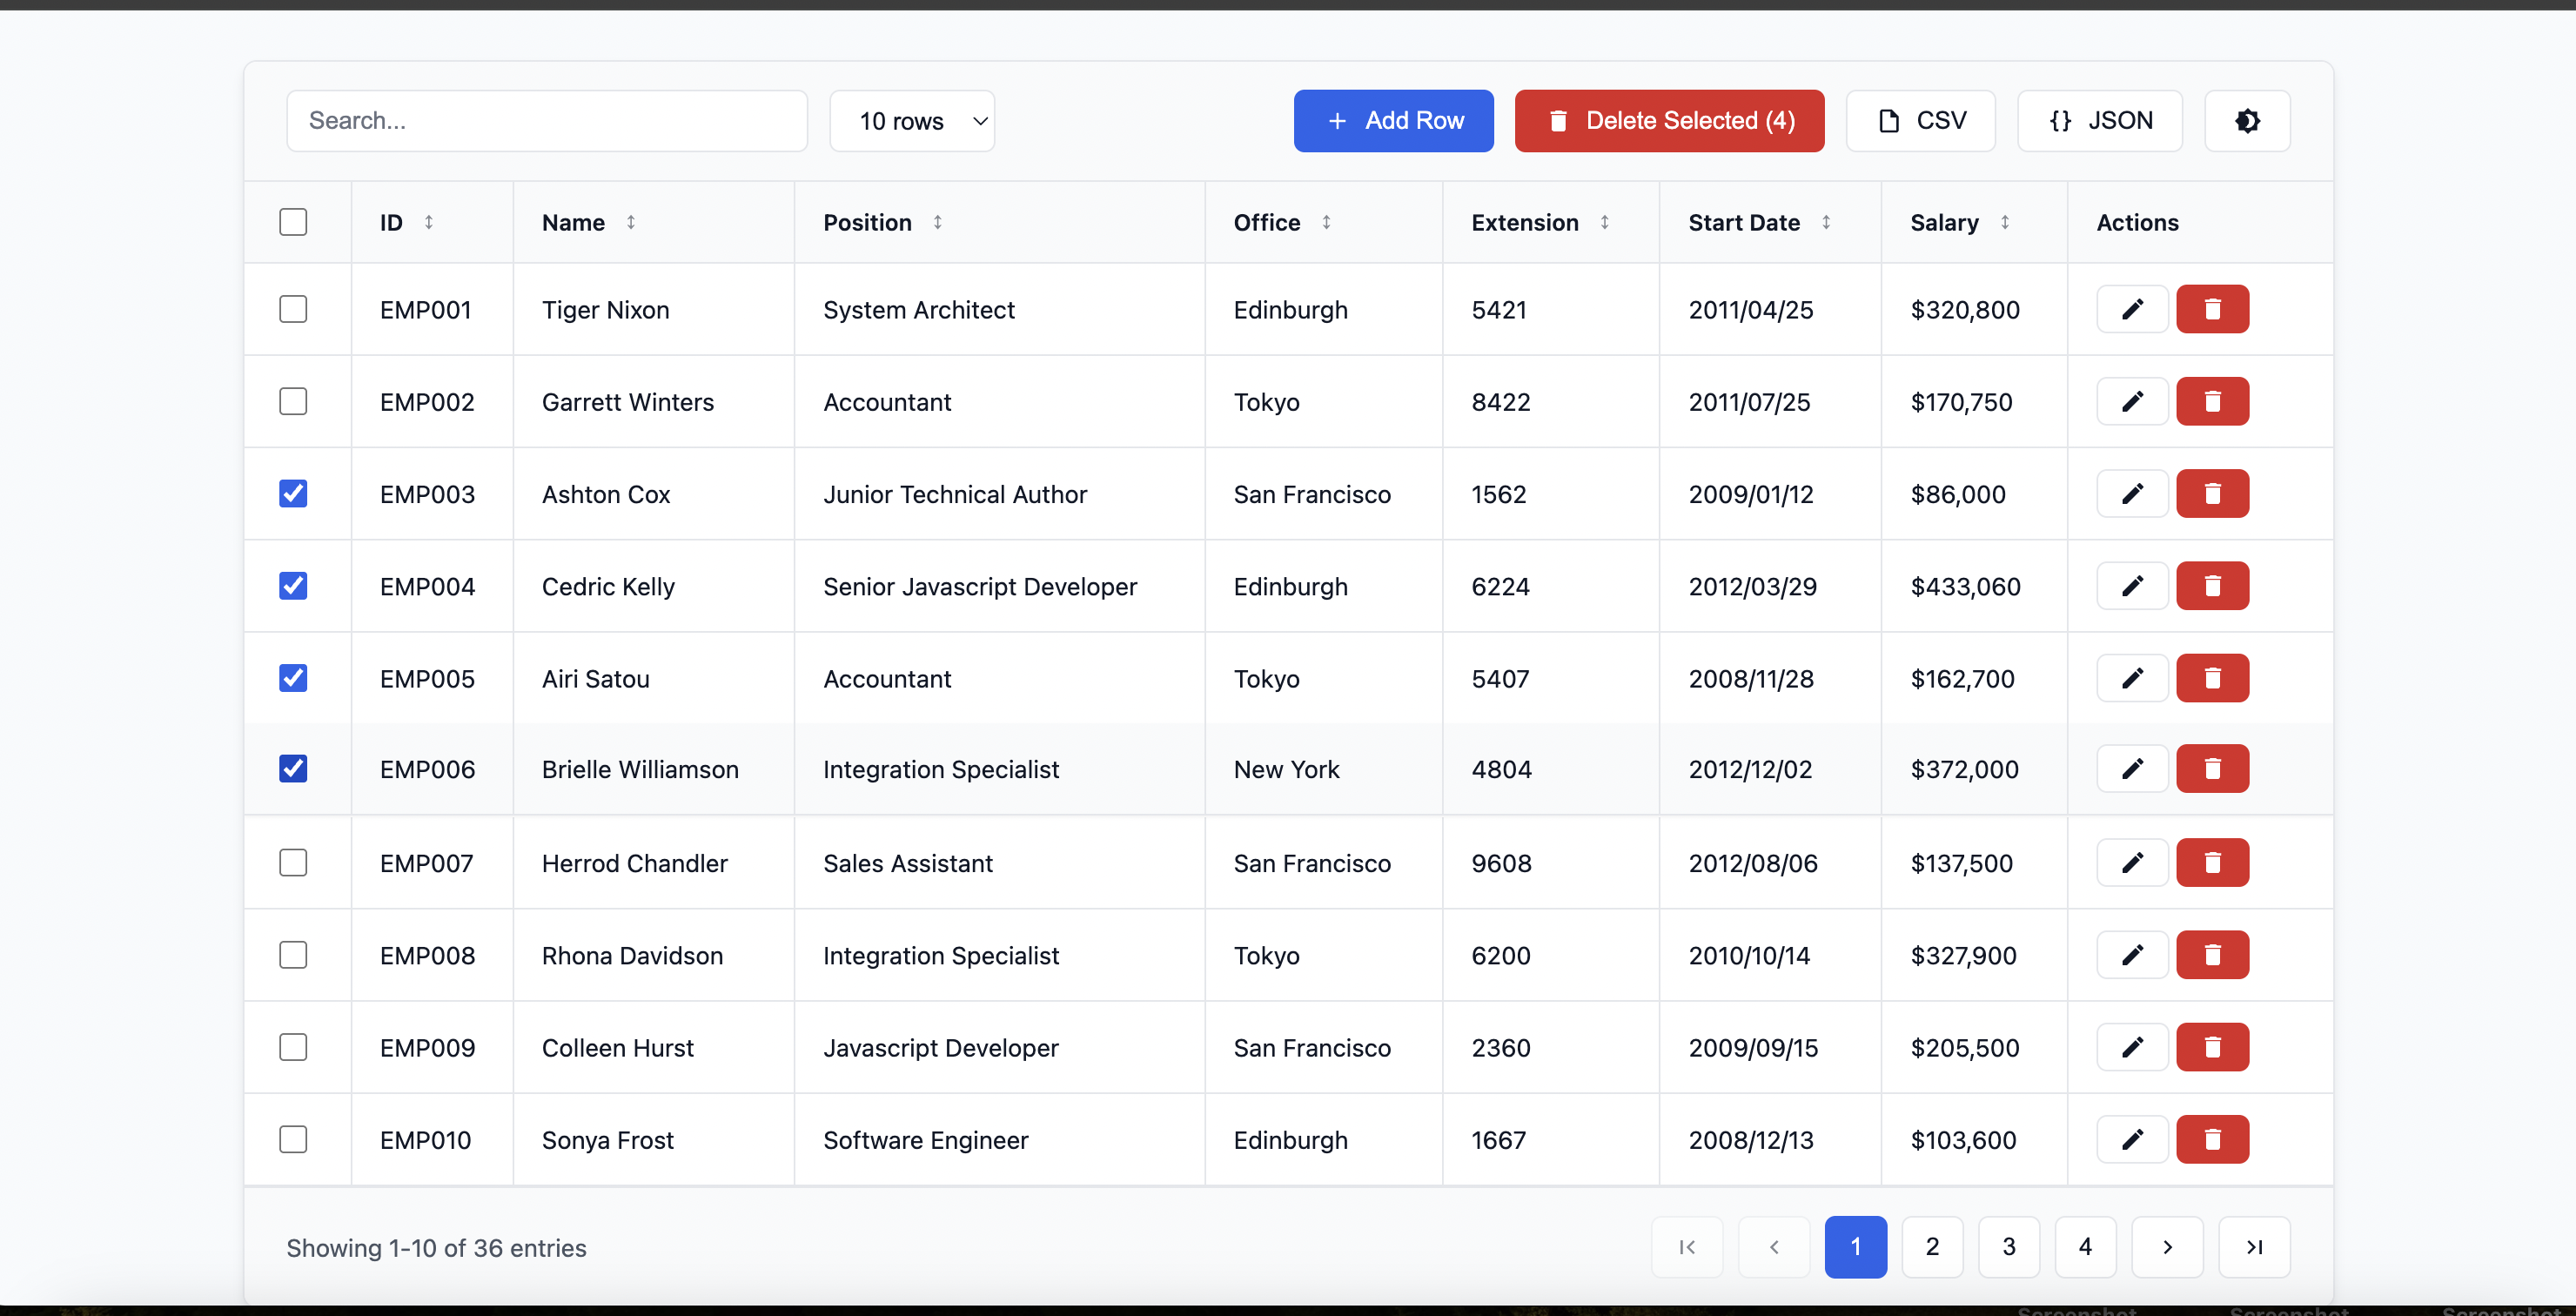 Search... 10 rows + Add Row Delete Selected (4) CSV {} JSON
ID Name Position Office Extension Start Date Salary Actions
EMP001 Tiger Nixon System Architect Edinburgh 5421 2011/04/25 $320,800
EMP002 Garrett Winters Accountant Tokyo 8422 2011/07/25 $170,750
EMP003 Ashton Cox Junior Technical Author San Francisco 1562 2009/01/12 $86,000
EMP004 Cedric Kelly Senior Javascript Developer Edinburgh 6224 2012/03/29 $433,060
EMP005 Airi Satou Accountant Tokyo 5407 2008/11/28 $162,700
EMP006 Brielle Williamson Integration Specialist New York 4804 2012/12/02 $372,000
EMP007 Herrod Chandler Sales Assistant San Francisco 9608 2012/08/06 $137,500
EMP008 Rhona Davidson Integration Specialist Tokyo 6200 2010/10/14 $327,900
EMP009 Colleen Hurst Javascript Developer San Francisco 2360 2009/09/15 $205,500
EMP010 Sonya Frost Software Engineer Edinburgh 1667 2008/12/13 $103,600
Showing 1-10 of 36 entries 1 2 3 4
Screenshot Screenshot Screenshot